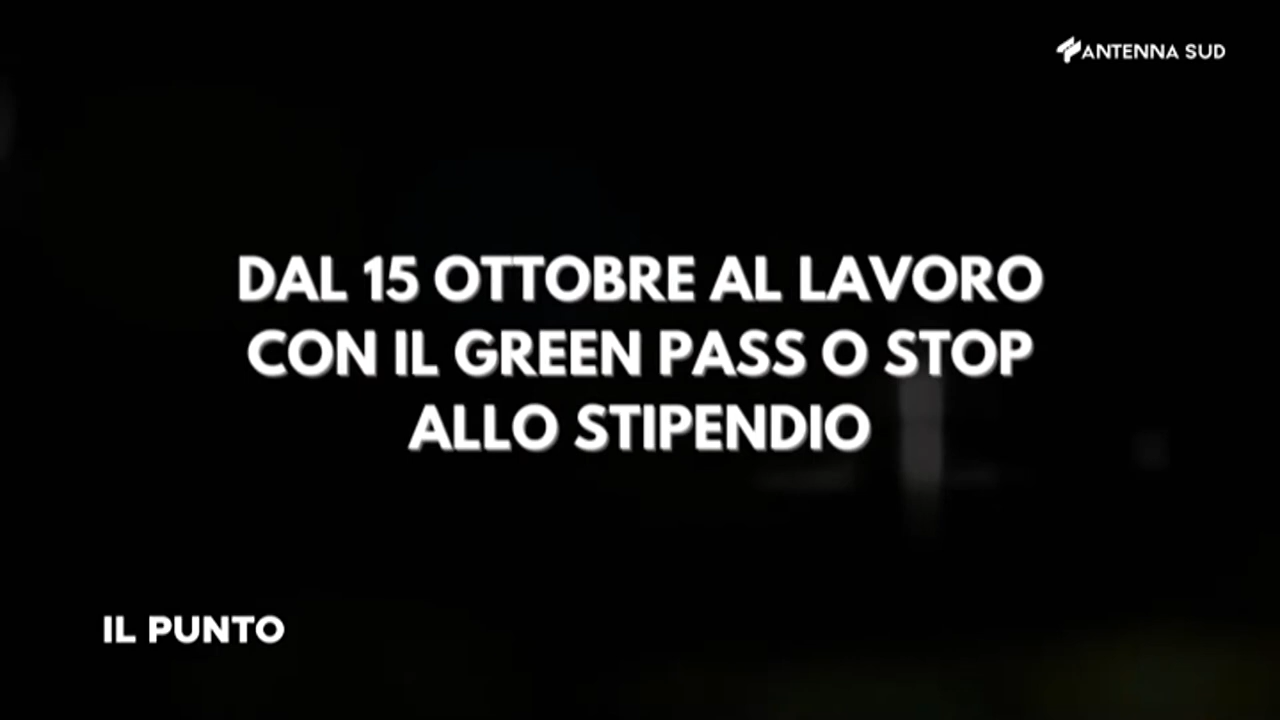 ANTENNA SUD
DAL 15 OTTOBRE AL LAVORO
CON IL GREEN PASS O STOP
ALLO STIPENDIO
IL PUNTO